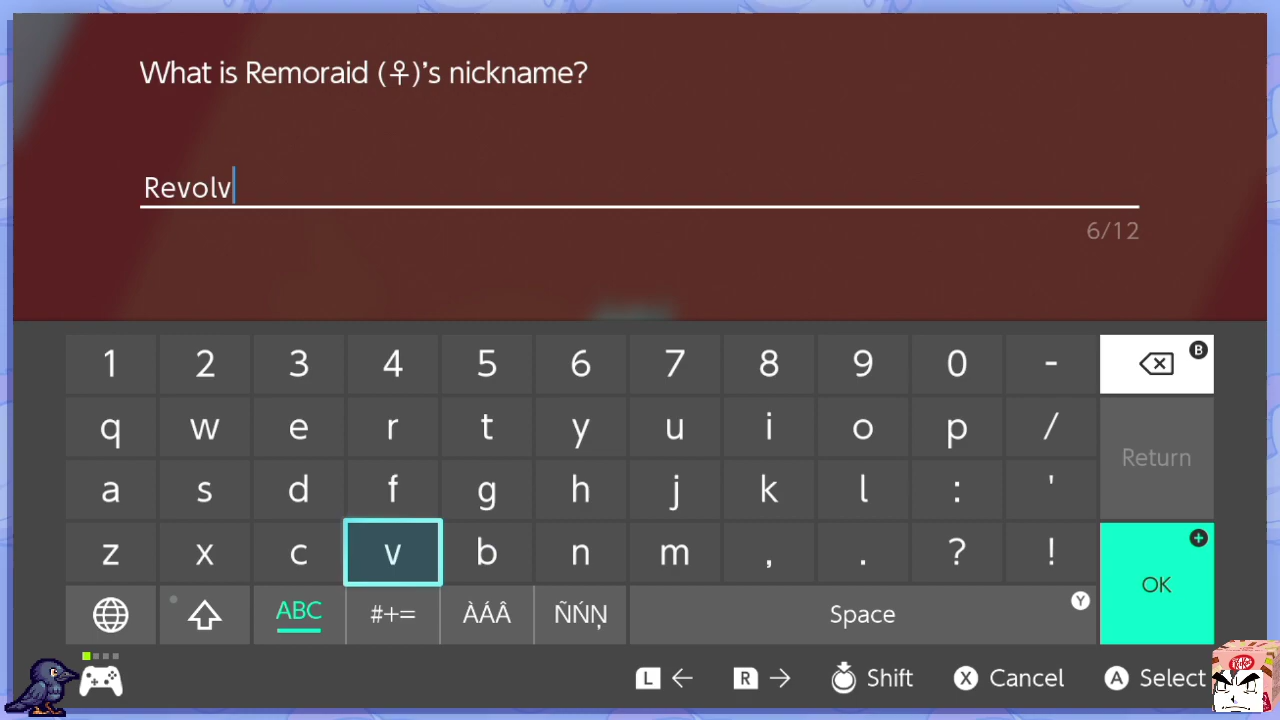 What is Remoraid (♀)'s nickname?
Revolv
6/12
1 2 3 4 5 6 7 8 9 0 - B
q w e r t y u i o p /
Return
a s d f g h j k l : '
z x c v b n m , . ? ! +
OK
ABC #+= ÀÁÂ ÑŃŅ Space Y
L ← R → Shift X Cancel A Select
KitKat